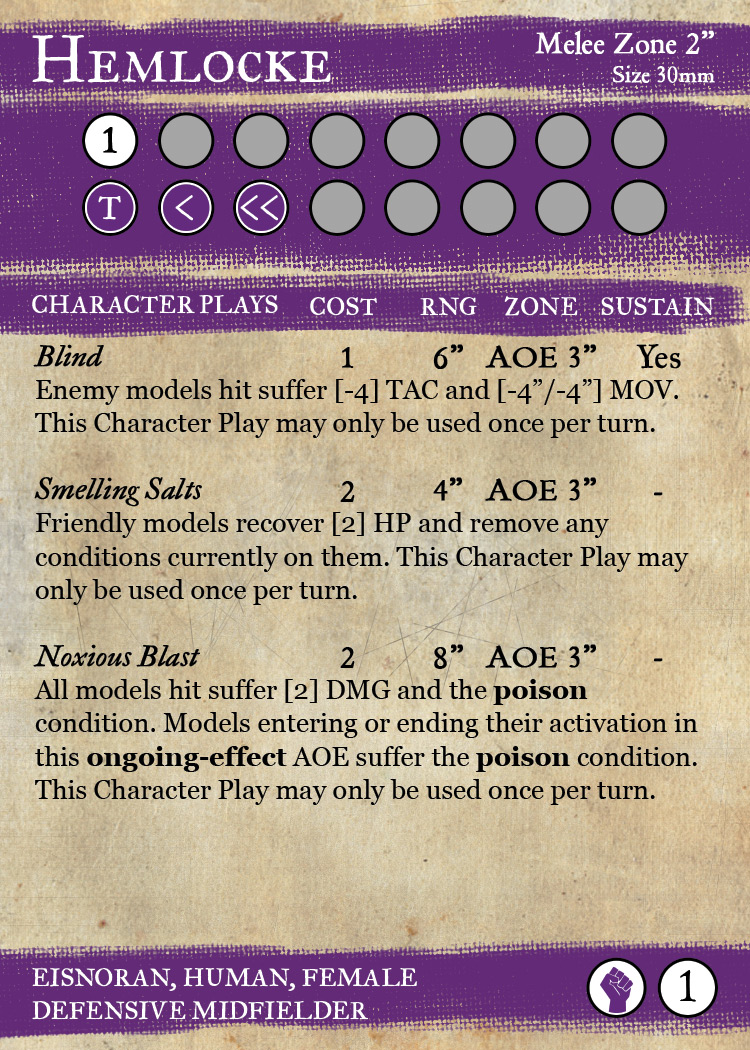 Hemlocke
Melee Zone 2”
Size 30mm
1
T < <<
CHARACTER PLAYS COST RNG ZONE SUSTAIN
Blind 1 6” AOE 3” Yes
Enemy models hit suffer [-4] TAC and [-4”/-4”] MOV.
This Character Play may only be used once per turn.
Smelling Salts 2 4” AOE 3” -
Friendly models recover [2] HP and remove any
conditions currently on them. This Character Play may
only be used once per turn.
Noxious Blast 2 8” AOE 3” -
All models hit suffer [2] DMG and the poison
condition. Models entering or ending their activation in
this ongoing-effect AOE suffer the poison condition.
This Character Play may only be used once per turn.
EISNORAN, HUMAN, FEMALE
DEFENSIVE MIDFIELDER
1